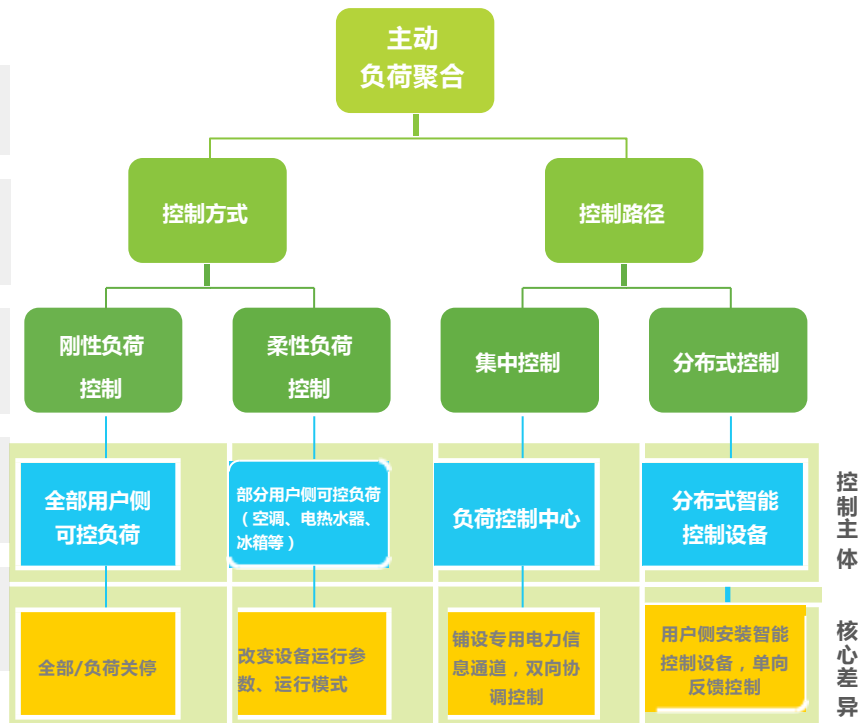 主动
负荷聚合
控制方式
控制路径
刚性负荷
控制
柔性负荷
控制
集中控制
分布式控制
全部用户侧
可控负荷
部分用户侧可控负荷
（空调、电热水器、
冰箱等）
负荷控制中心
分布式智能
控制设备
控制主体
全部/负荷关停
改变设备运行参
数、运行模式
铺设专用电力信
息通道，双向协
调控制
用户侧安装智能
控制设备，单向
反馈控制
核心差异